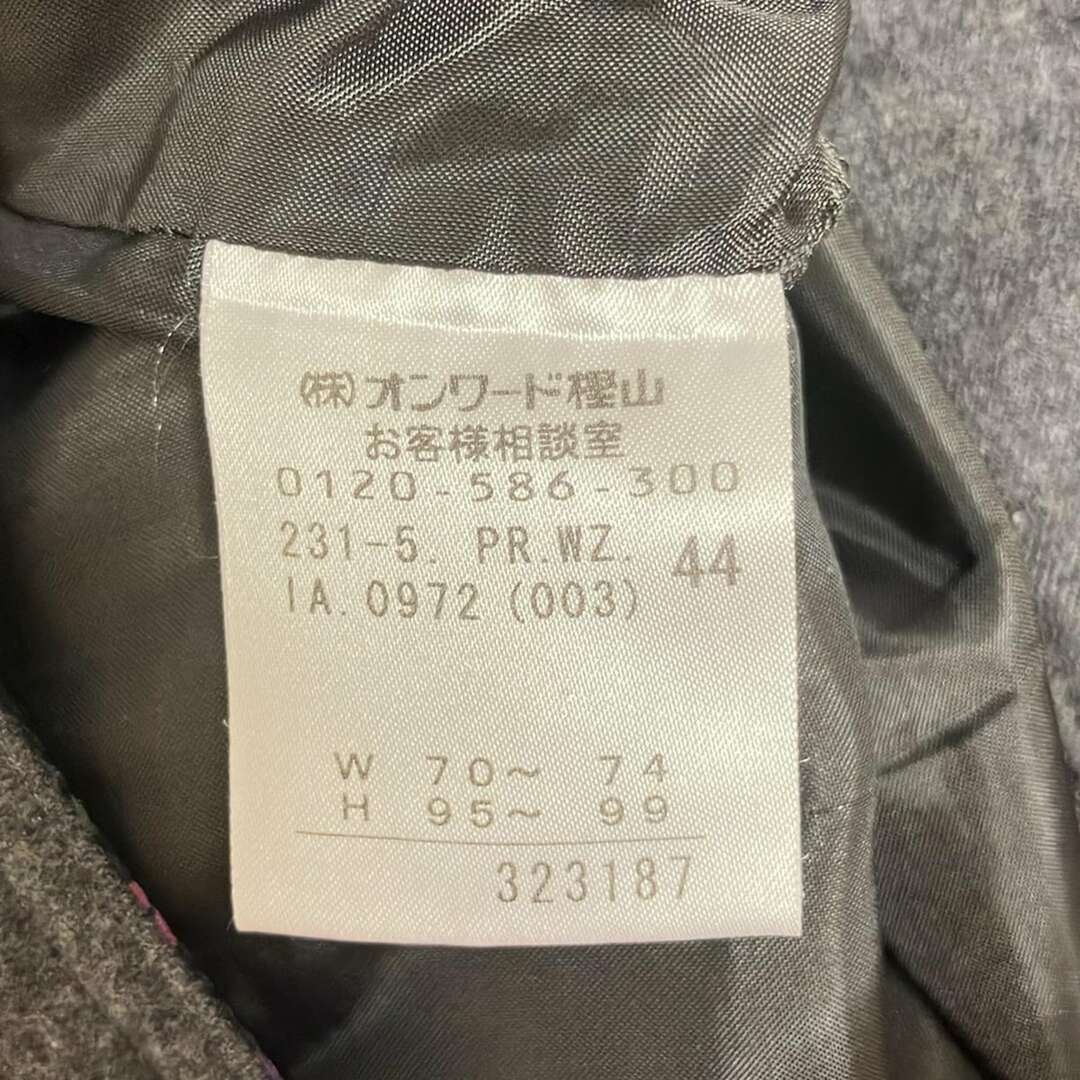 ㈱オンワード樫山
お客様相談室
0120-586-300
231-5. PR.WZ. 44
IA.0972(003)
W 70～ 74
H 95～ 99
323187